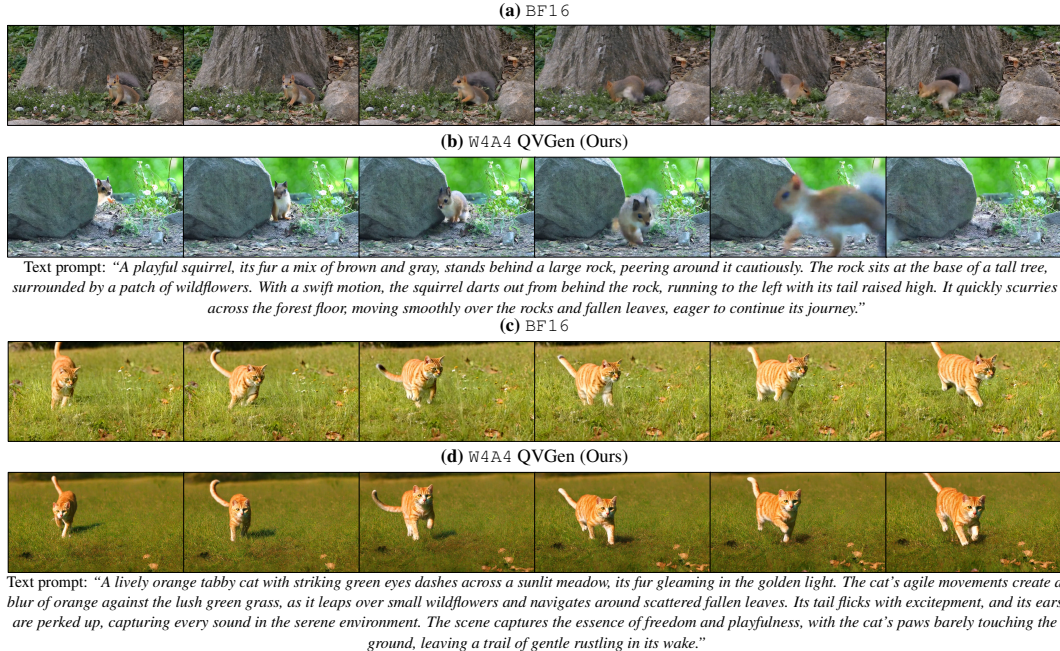 (a) BF16
(b) W4A4 QVGen (Ours)
Text prompt: “A playful squirrel, its fur a mix of brown and gray, stands behind a large rock, peering around it cautiously. The rock sits at the base of a tall tree,
surrounded by a patch of wildflowers. With a swift motion, the squirrel darts out from behind the rock, running to the left with its tail raised high. It quickly scurries
across the forest floor, moving smoothly over the rocks and fallen leaves, eager to continue its journey.”
(c) BF16
(d) W4A4 QVGen (Ours)
Text prompt: “A lively orange tabby cat with striking green eyes dashes across a sunlit meadow, its fur gleaming in the golden light. The cat's agile movements create a
blur of orange against the lush green grass, as it leaps over small wildflowers and navigates around scattered fallen leaves. Its tail flicks with excitepment, and its ears
are perked up, capturing every sound in the serene environment. The scene captures the essence of freedom and playfulness, with the cat's paws barely touching the
ground, leaving a trail of gentle rustling in its wake.”